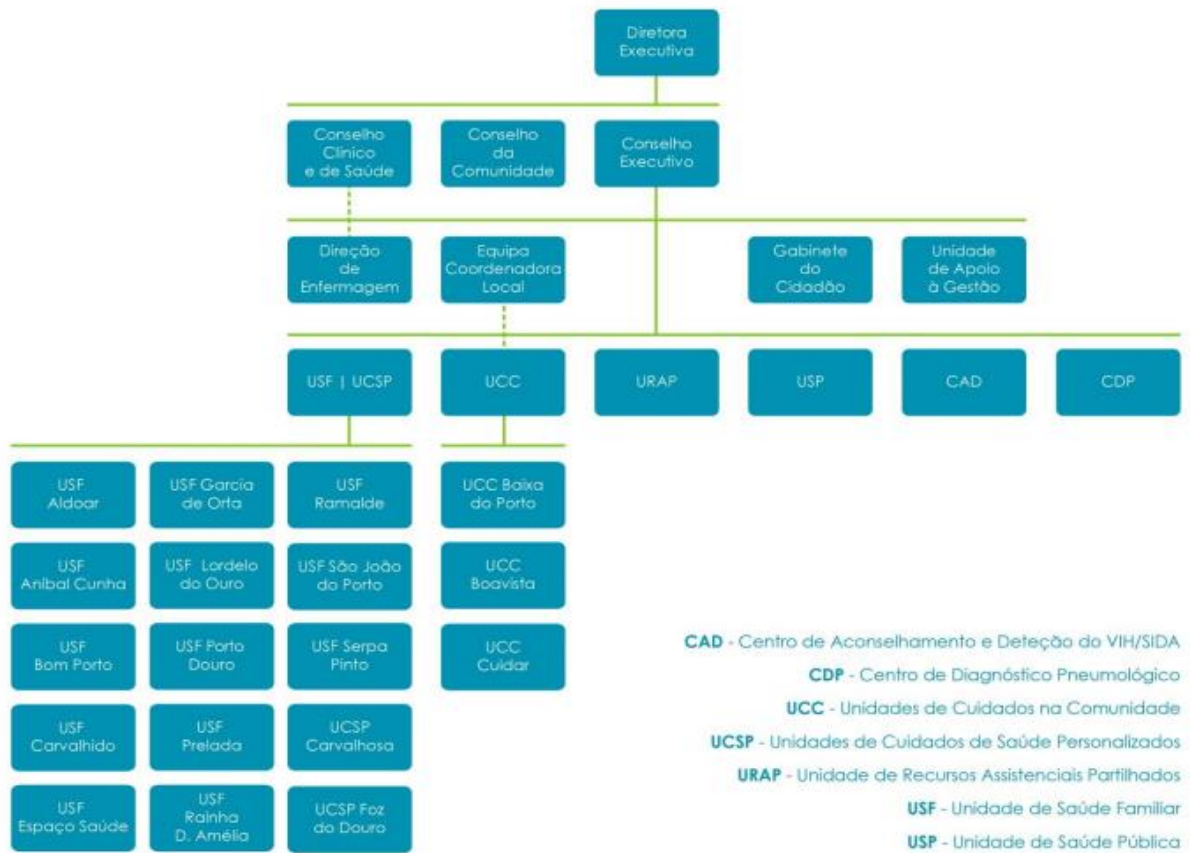 Diretora
Executiva
Conselho
Clínico
e de Saúde
Conselho
da
Comunidade
Conselho
Executivo
Direção
de
Enfermagem
Equipa
Coordenadora
Local
Gabinete
do
Cidadão
Unidade
de Apoio
à Gestão
USF | UCSP
UCC
URAP
USP
CAD
CDP
USF
Aldoar
USF Garcia
de Orta
USF
Ramalde
UCC Baixa
do Porto
USF
Aníbal Cunha
USF Lordelo
do Ouro
USF São João
do Porto
UCC
Boavista
USF
Bom Porto
USF Porto
Douro
USF Serpa
Pinto
UCC
Cuidar
USF
Carvalhido
USF
Prelada
UCSP
Carvalhosa
USF
Espaço Saúde
USF
Rainha
D. Amélia
UCSP Foz
do Douro
CAD - Centro de Aconselhamento e Deteção do VIH/SIDA
CDP - Centro de Diagnóstico Pneumológico
UCC - Unidades de Cuidados na Comunidade
UCSP - Unidades de Cuidados de Saúde Personalizados
URAP - Unidade de Recursos Assistenciais Partilhados
USF - Unidade de Saúde Familiar
USP - Unidade de Saúde Pública